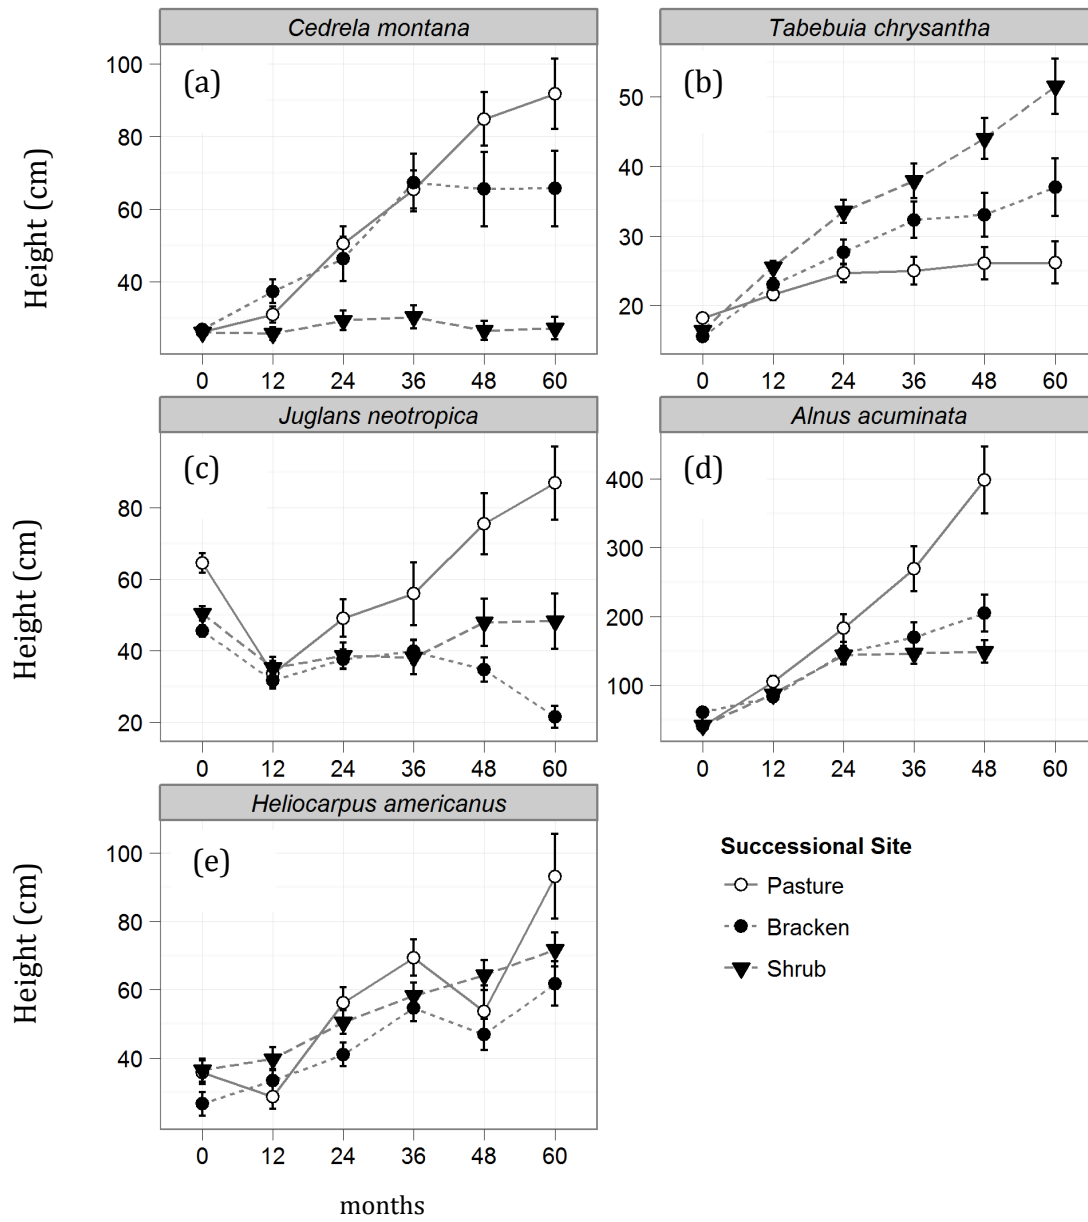 Cedrela montana
Tabebuia chrysantha
(a)
(b)
Height (cm)
100
80
60
40
50
40
30
20
0 12 24 36 48 60
0 12 24 36 48 60
Juglans neotropica
Alnus acuminata
(c)
(d)
Height (cm)
80
60
40
20
400
300
200
100
0 12 24 36 48 60
0 12 24 36 48 60
Heliocarpus americanus
(e)
Height (cm)
100
80
60
40
0 12 24 36 48 60
months
Successional Site
Pasture
Bracken
Shrub